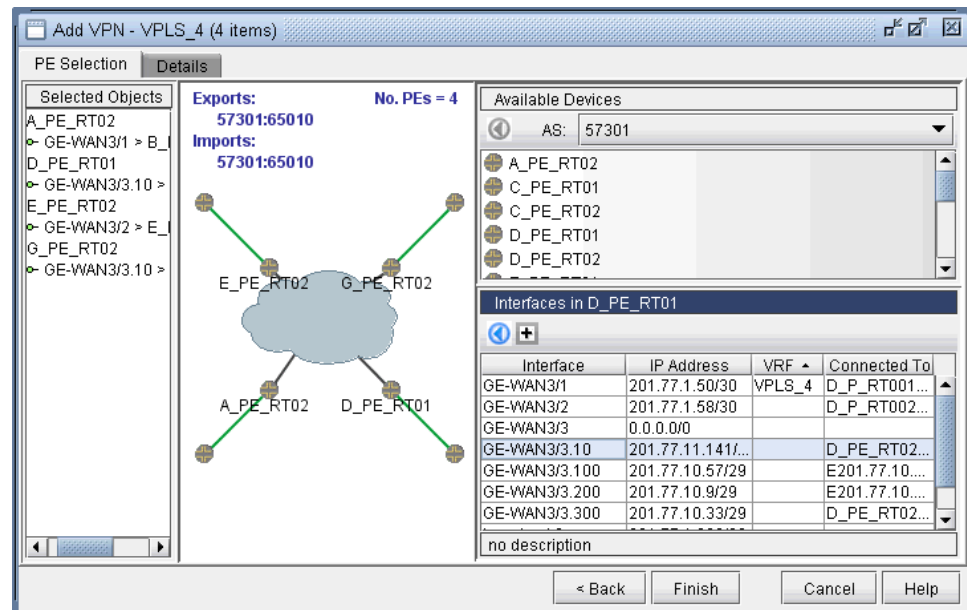 Add VPN - VPLS_4 (4 items)
PE Selection Details
Selected Objects
A_PE_RT02
GE-WAN3/1 > B_
D_PE_RT01
GE-WAN3/3.10 >
E_PE_RT02
GE-WAN3/2 > E_
G_PE_RT02
GE-WAN3/3.10 >
Exports: No. PEs = 4
57301:65010
Imports:
57301:65010
E_PE_RT02 G_PE_RT02
A_PE_RT02 D_PE_RT01
Available Devices
AS: 57301
A_PE_RT02
C_PE_RT01
C_PE_RT02
D_PE_RT01
D_PE_RT02
Interfaces in D_PE_RT01
Interface IP Address VRF Connected To
GE-WAN3/1 201.77.1.50/30 VPLS_4 D_P_RT001...
GE-WAN3/2 201.77.1.58/30 D_P_RT002...
GE-WAN3/3 0.0.0.0/0
GE-WAN3/3.10 201.77.11.141/... D_PE_RT02...
GE-WAN3/3.100 201.77.10.57/29 E201.77.10....
GE-WAN3/3.200 201.77.10.9/29 E201.77.10....
GE-WAN3/3.300 201.77.10.33/29 D_PE_RT02...
no description
< Back Finish Cancel Help